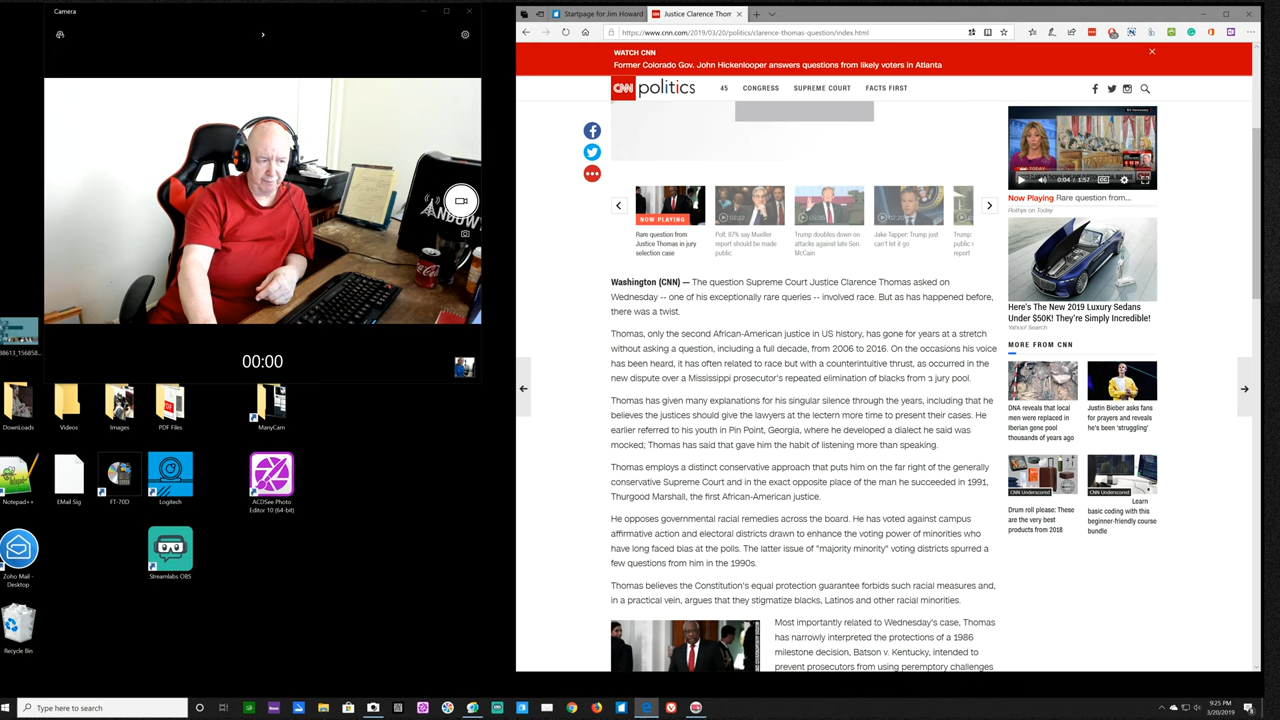 Camera
00:00
ANDOW
Coca-Cola
88613_156858...
Downloads
Videos
Images
PDF Files
ManyCam
Notepad++
EMail Sig
FT-70D
Logitech
ACDSee Photo
Editor 10 (64-bit)
Zoho Mail -
Desktop
Streamlabs OBS
Recycle Bin
Startpage for Jim Howard
Justice Clarence Thom
https://www.cnn.com/2019/03/20/politics/clarence-thomas-question/index.html
WATCH CNN
Former Colorado Gov. John Hickenlooper answers questions from likely voters in Atlanta
CNN politics
45 CONGRESS SUPREME COURT FACTS FIRST
NOW PLAYING
Rare question from
Justice Thomas in jury
selection case
02:12
Poll: 87% say Mueller
report should be made
public
05:35
Trump doubles down on
attacks against late Sen.
McCain
02:20
Jake Tapper: Trump just
can't let it go
Trump:
public s
report
Washington (CNN) — The question Supreme Court Justice Clarence Thomas asked on
Wednesday -- one of his exceptionally rare queries -- involved race. But as has happened before,
there was a twist.
Thomas, only the second African-American justice in US history, has gone for years at a stretch
without asking a question, including a full decade, from 2006 to 2016. On the occasions his voice
has been heard, it has often related to race but with a counterintuitive thrust, as occurred in the
new dispute over a Mississippi prosecutor's repeated elimination of blacks from a jury pool.
Thomas has given many explanations for his singular silence through the years, including that he
believes the justices should give the lawyers at the lectern more time to present their cases. He
earlier referred to his youth in Pin Point, Georgia, where he developed a dialect he said was
mocked; Thomas has said that gave him the habit of listening more than speaking.
Thomas employs a distinct conservative approach that puts him on the far right of the generally
conservative Supreme Court and in the exact opposite place of the man he succeeded in 1991,
Thurgood Marshall, the first African-American justice.
He opposes governmental racial remedies across the board. He has voted against campus
affirmative action and electoral districts drawn to enhance the voting power of minorities who
have long faced bias at the polls. The latter issue of "majority minority" voting districts spurred a
few questions from him in the 1990s.
Thomas believes the Constitution's equal protection guarantee forbids such racial measures and,
in a practical vein, argues that they stigmatize blacks, Latinos and other racial minorities.
Most importantly related to Wednesday's case, Thomas
has narrowly interpreted the protections of a 1986
milestone decision, Batson v. Kentucky, intended to
prevent prosecutors from using peremptory challenges
0:04 / 1:57
Now Playing Rare question from...
Rothys on Today
Here's The New 2019 Luxury Sedans
Under $50K! They're Simply Incredible!
Yahoo! Search
MORE FROM CNN
DNA reveals that local
men were replaced in
Iberian gene pool
thousands of years ago
Justin Bieber asks fans
for prayers and reveals
he's been 'struggling'
CNN Underscored
Drum roll please: These
are the very best
products from 2018
CNN Underscored
Learn
basic coding with this
beginner-friendly course
bundle
Type here to search
9:25 PM
3/20/2019